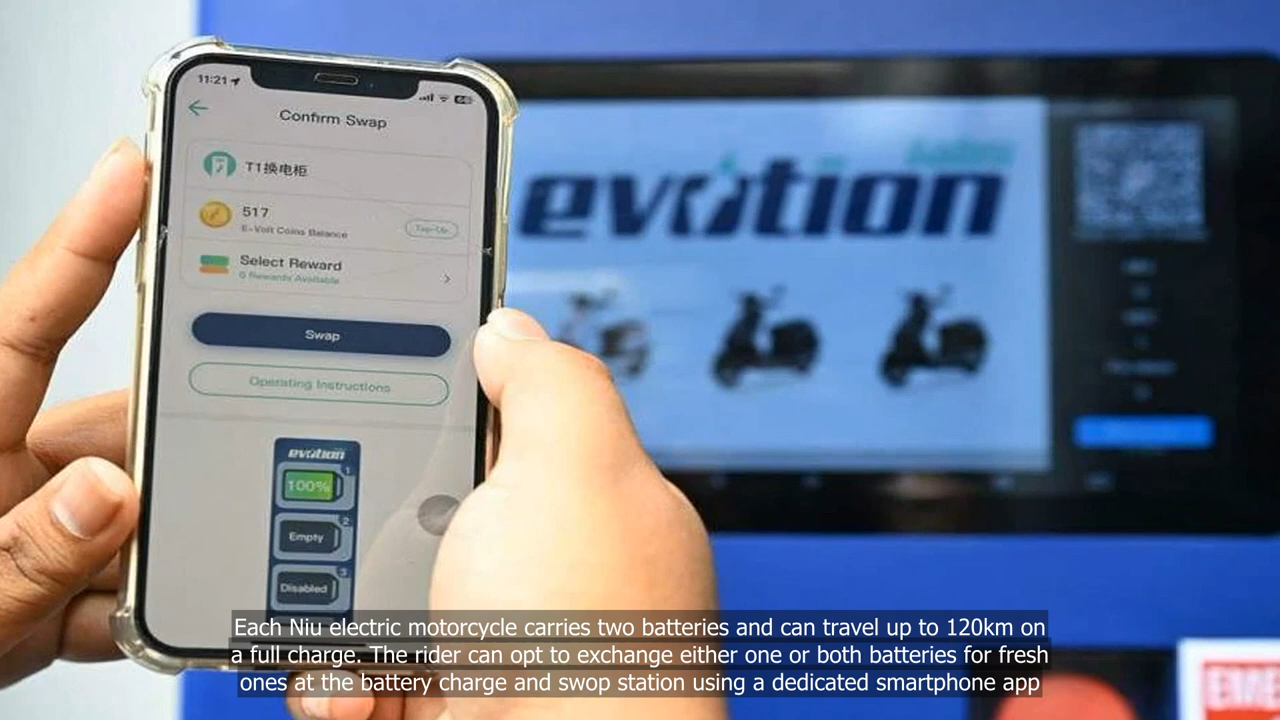 11:21
Confirm Swap
T1换电柜
517
E-Volt Coins Balance
Top-Up
Select Reward
0 Rewards Available
Swap
Operating Instructions
evolution
1
100%
2
Empty
3
Disabled
evolution
Each Niu electric motorcycle carries two batteries and can travel up to 120km on
a full charge. The rider can opt to exchange either one or both batteries for fresh
ones at the battery charge and swop station using a dedicated smartphone app